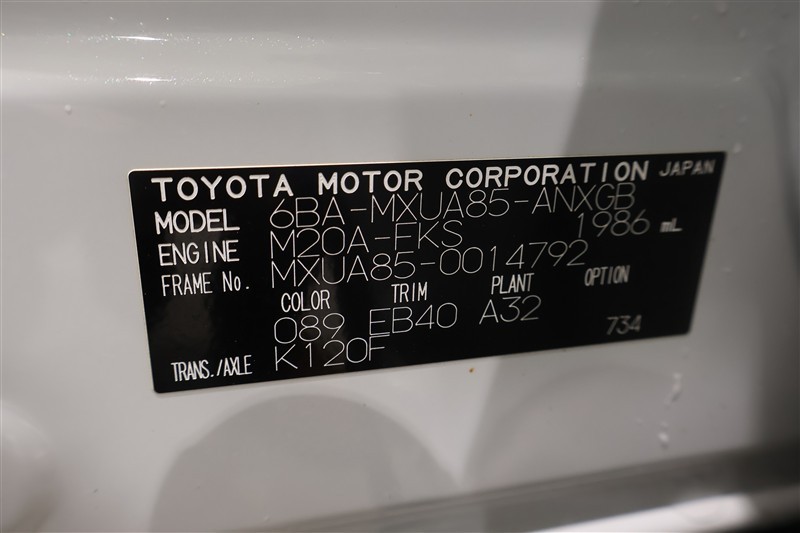 TOYOTA MOTOR CORPORATION JAPAN
MODEL 6BA-MXUA85-ANXGB
ENGINE M20A-FKS 1986 mL
FRAME No. MXUA85-0014792
COLOR TRIM PLANT OPTION
089 EB40 A32 734
TRANS./AXLE K120F